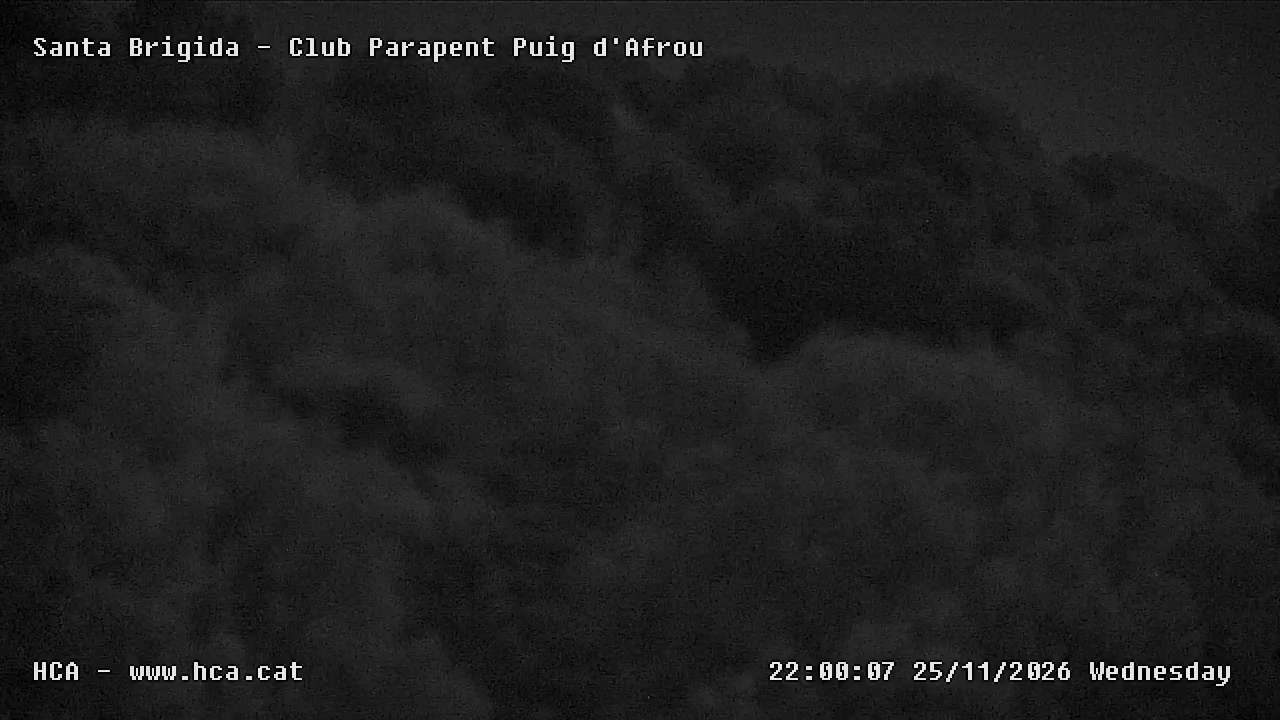 Santa Brigida - Club Parapent Puig d'Afrou
HCA - www.hca.cat
22:00:07 25/11/2026 Wednesday